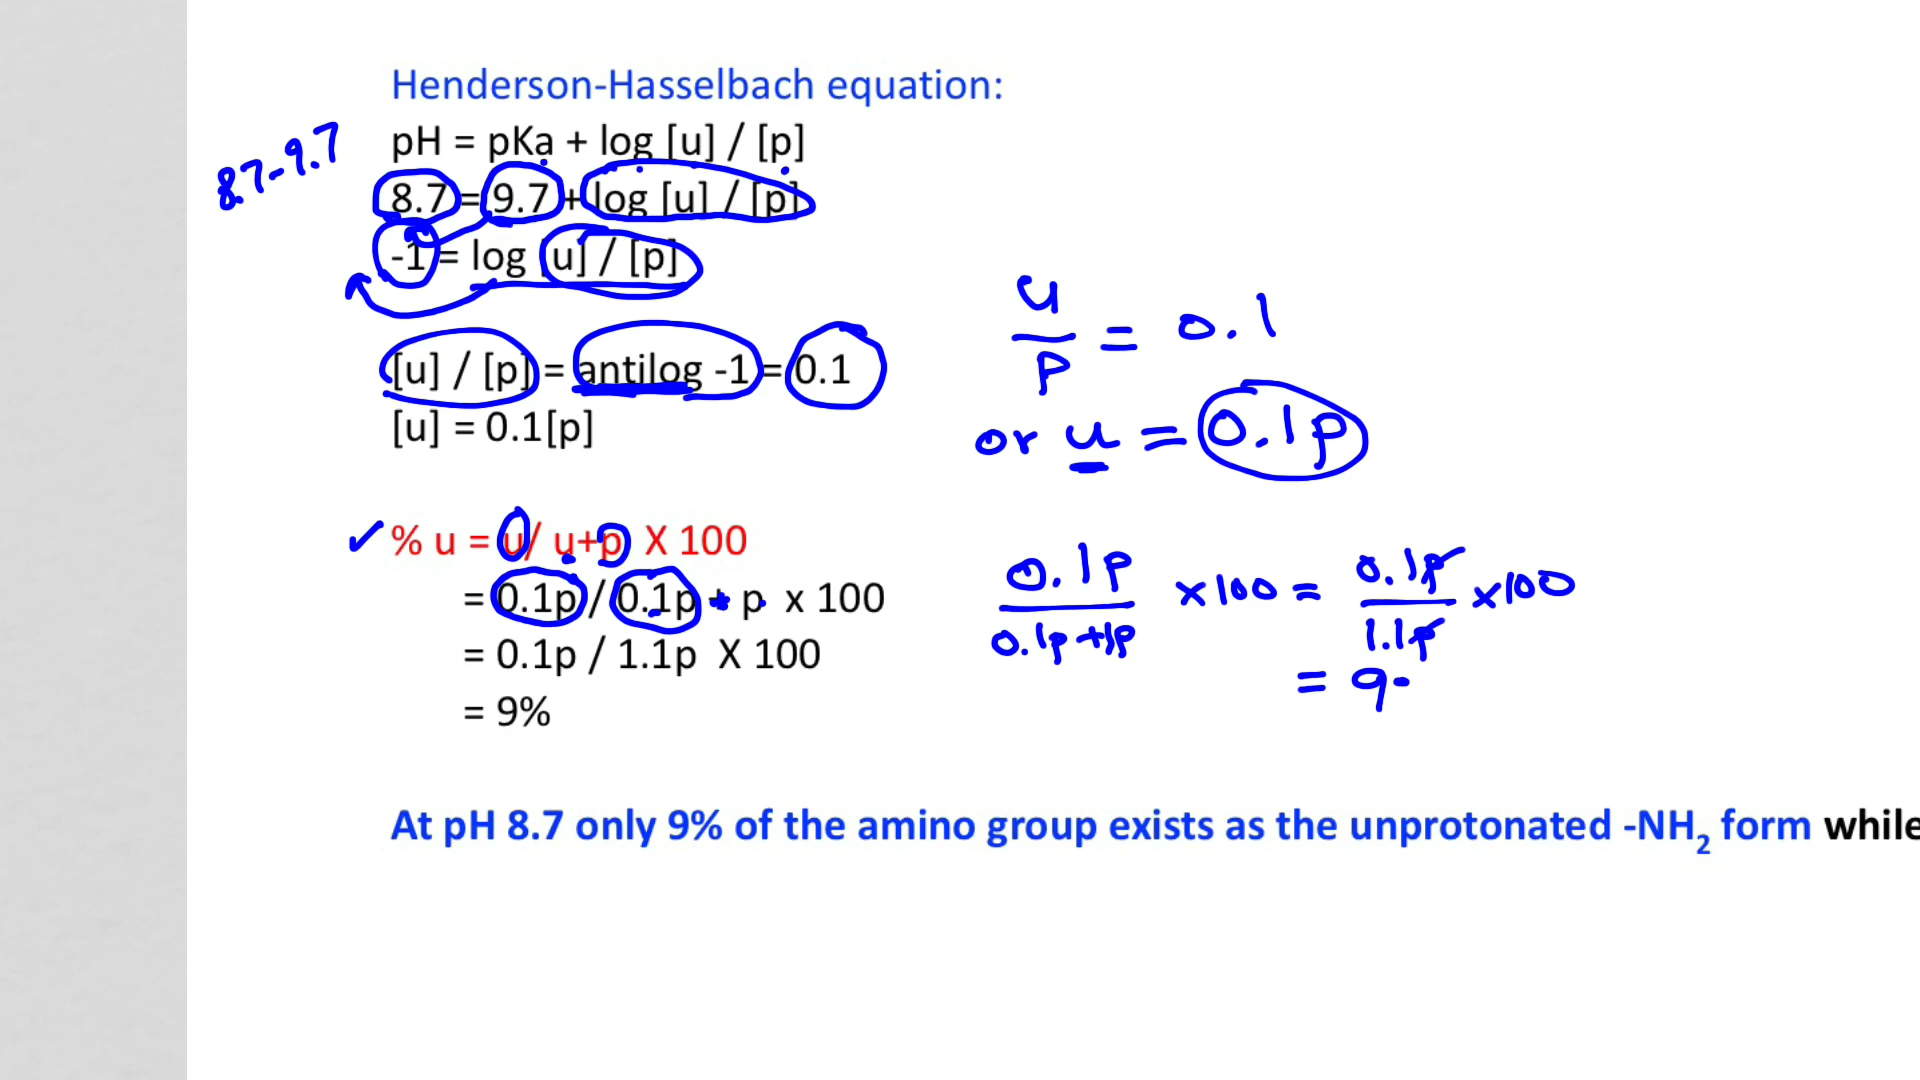 Henderson-Hasselbach equation:
pH = pKa + log [u] / [p]
8.7-9.7
8.7 = 9.7 + log [u] / [p]
-1 = log [u] / [p]
[u] / [p] = antilog -1 = 0.1
[u] = 0.1[p]
u/p = 0.1
or u = 0.1p
✓ % u = u/ u+p X 100
= 0.1p / 0.1p + p x 100
= 0.1p / 1.1p X 100
= 9%
0.1p/0.1p+1p x100 = 0.1p/1.1p x100
= 9.
At pH 8.7 only 9% of the amino group exists as the unprotonated -NH₂ form while